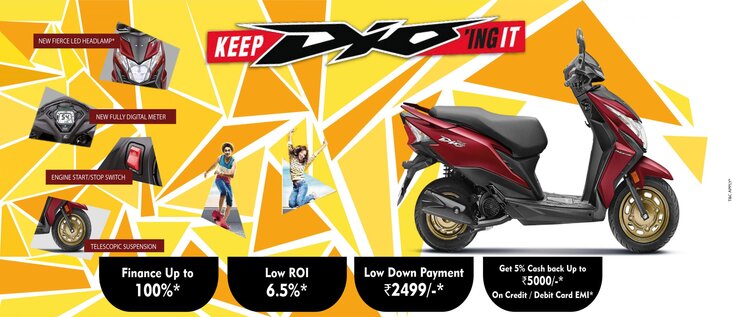 KEEP DIO 'ING IT
NEW FIERCE LED HEADLAMP*
NEW FULLY DIGITAL METER
ENGINE START/STOP SWITCH
TELESCOPIC SUSPENSION
DIO
Finance Up to
100%*
Low ROI
6.5%*
Low Down Payment
₹2499/-*
Get 5% Cash back Up to
₹5000/-*
On Credit / Debit Card EMI*
T&C APPLY*